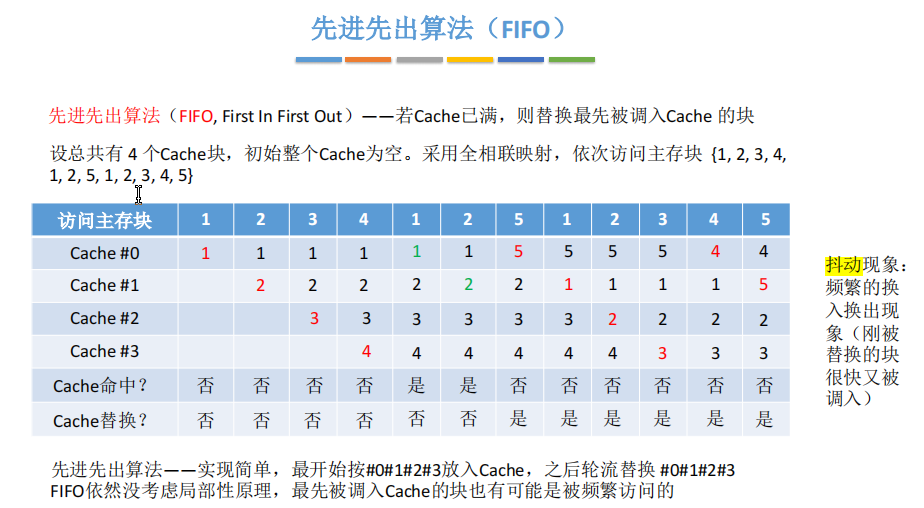 先进先出算法（FIFO）
先进先出算法（FIFO, First In First Out）——若Cache已满，则替换最先被调入Cache 的块
设总共有 4 个Cache块，初始整个Cache为空。采用全相联映射，依次访问主存块 {1, 2, 3, 4,
1, 2, 5, 1, 2, 3, 4, 5}
访问主存块 1 2 3 4 1 2 5 1 2 3 4 5
Cache #0 1 1 1 1 1 1 5 5 5 5 4 4
Cache #1 2 2 2 2 2 2 1 1 1 1 5
Cache #2 3 3 3 3 3 3 2 2 2 2
Cache #3 4 4 4 4 4 4 3 3 3
Cache命中？ 否 否 否 否 是 是 否 否 否 否 否 否
Cache替换？ 否 否 否 否 否 否 是 是 是 是 是 是
抖动现象：
频繁的换
入换出现
象（刚被
替换的块
很快又被
调入）
先进先出算法——实现简单，最开始按#0#1#2#3放入Cache，之后轮流替换 #0#1#2#3
FIFO依然没考虑局部性原理，最先被调入Cache的块也有可能是被频繁访问的